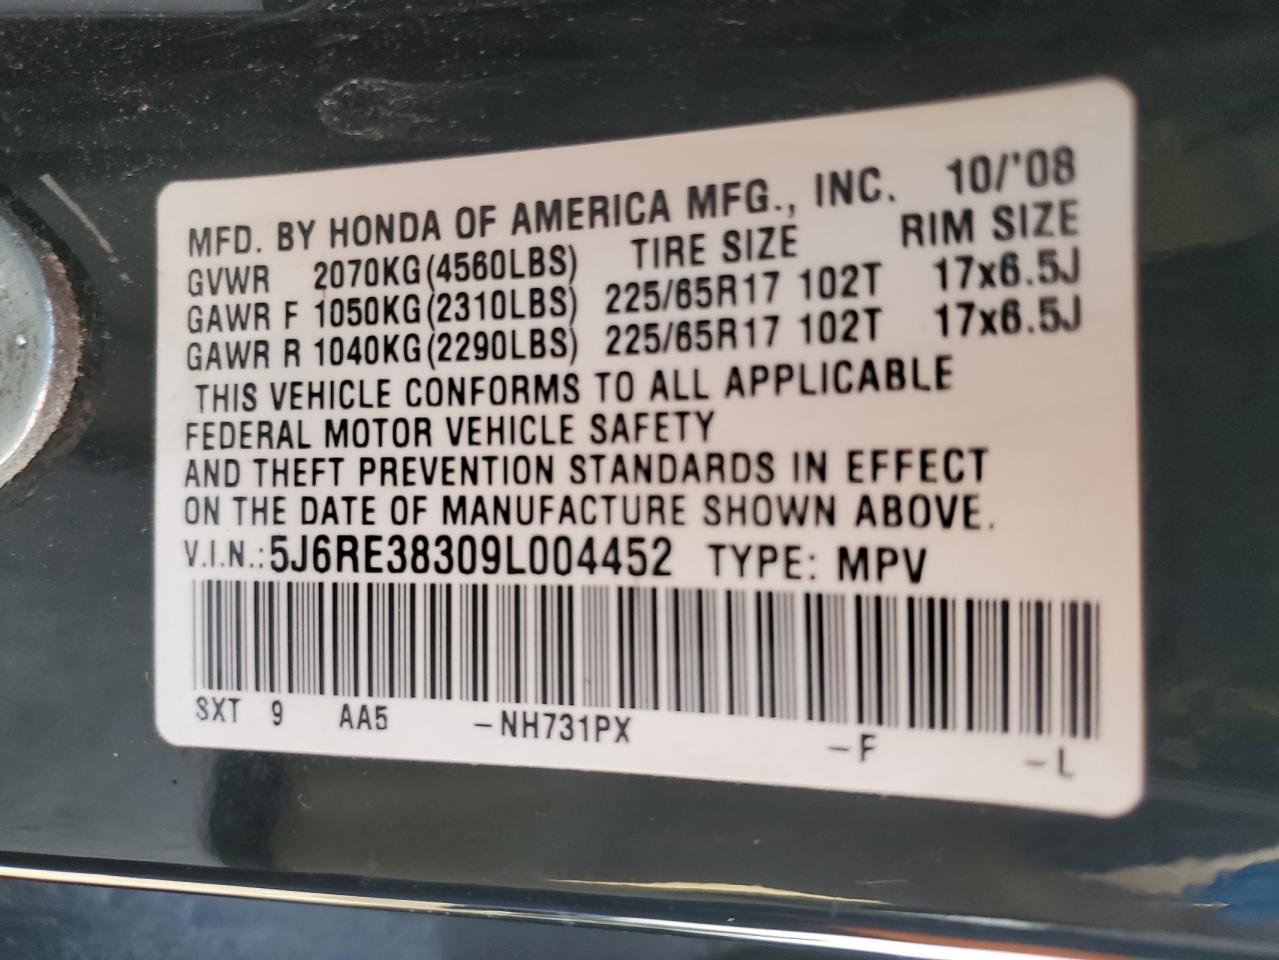 MFD. BY HONDA OF AMERICA MFG., INC. 10/'08
GVWR 2070KG(4560LBS) TIRE SIZE RIM SIZE
GAWR F 1050KG(2310LBS) 225/65R17 102T 17x6.5J
GAWR R 1040KG(2290LBS) 225/65R17 102T 17x6.5J
THIS VEHICLE CONFORMS TO ALL APPLICABLE
FEDERAL MOTOR VEHICLE SAFETY
AND THEFT PREVENTION STANDARDS IN EFFECT
ON THE DATE OF MANUFACTURE SHOWN ABOVE.
V.I.N.:5J6RE38309L004452 TYPE: MPV
SXT 9 AA5 -NH731PX -F -L